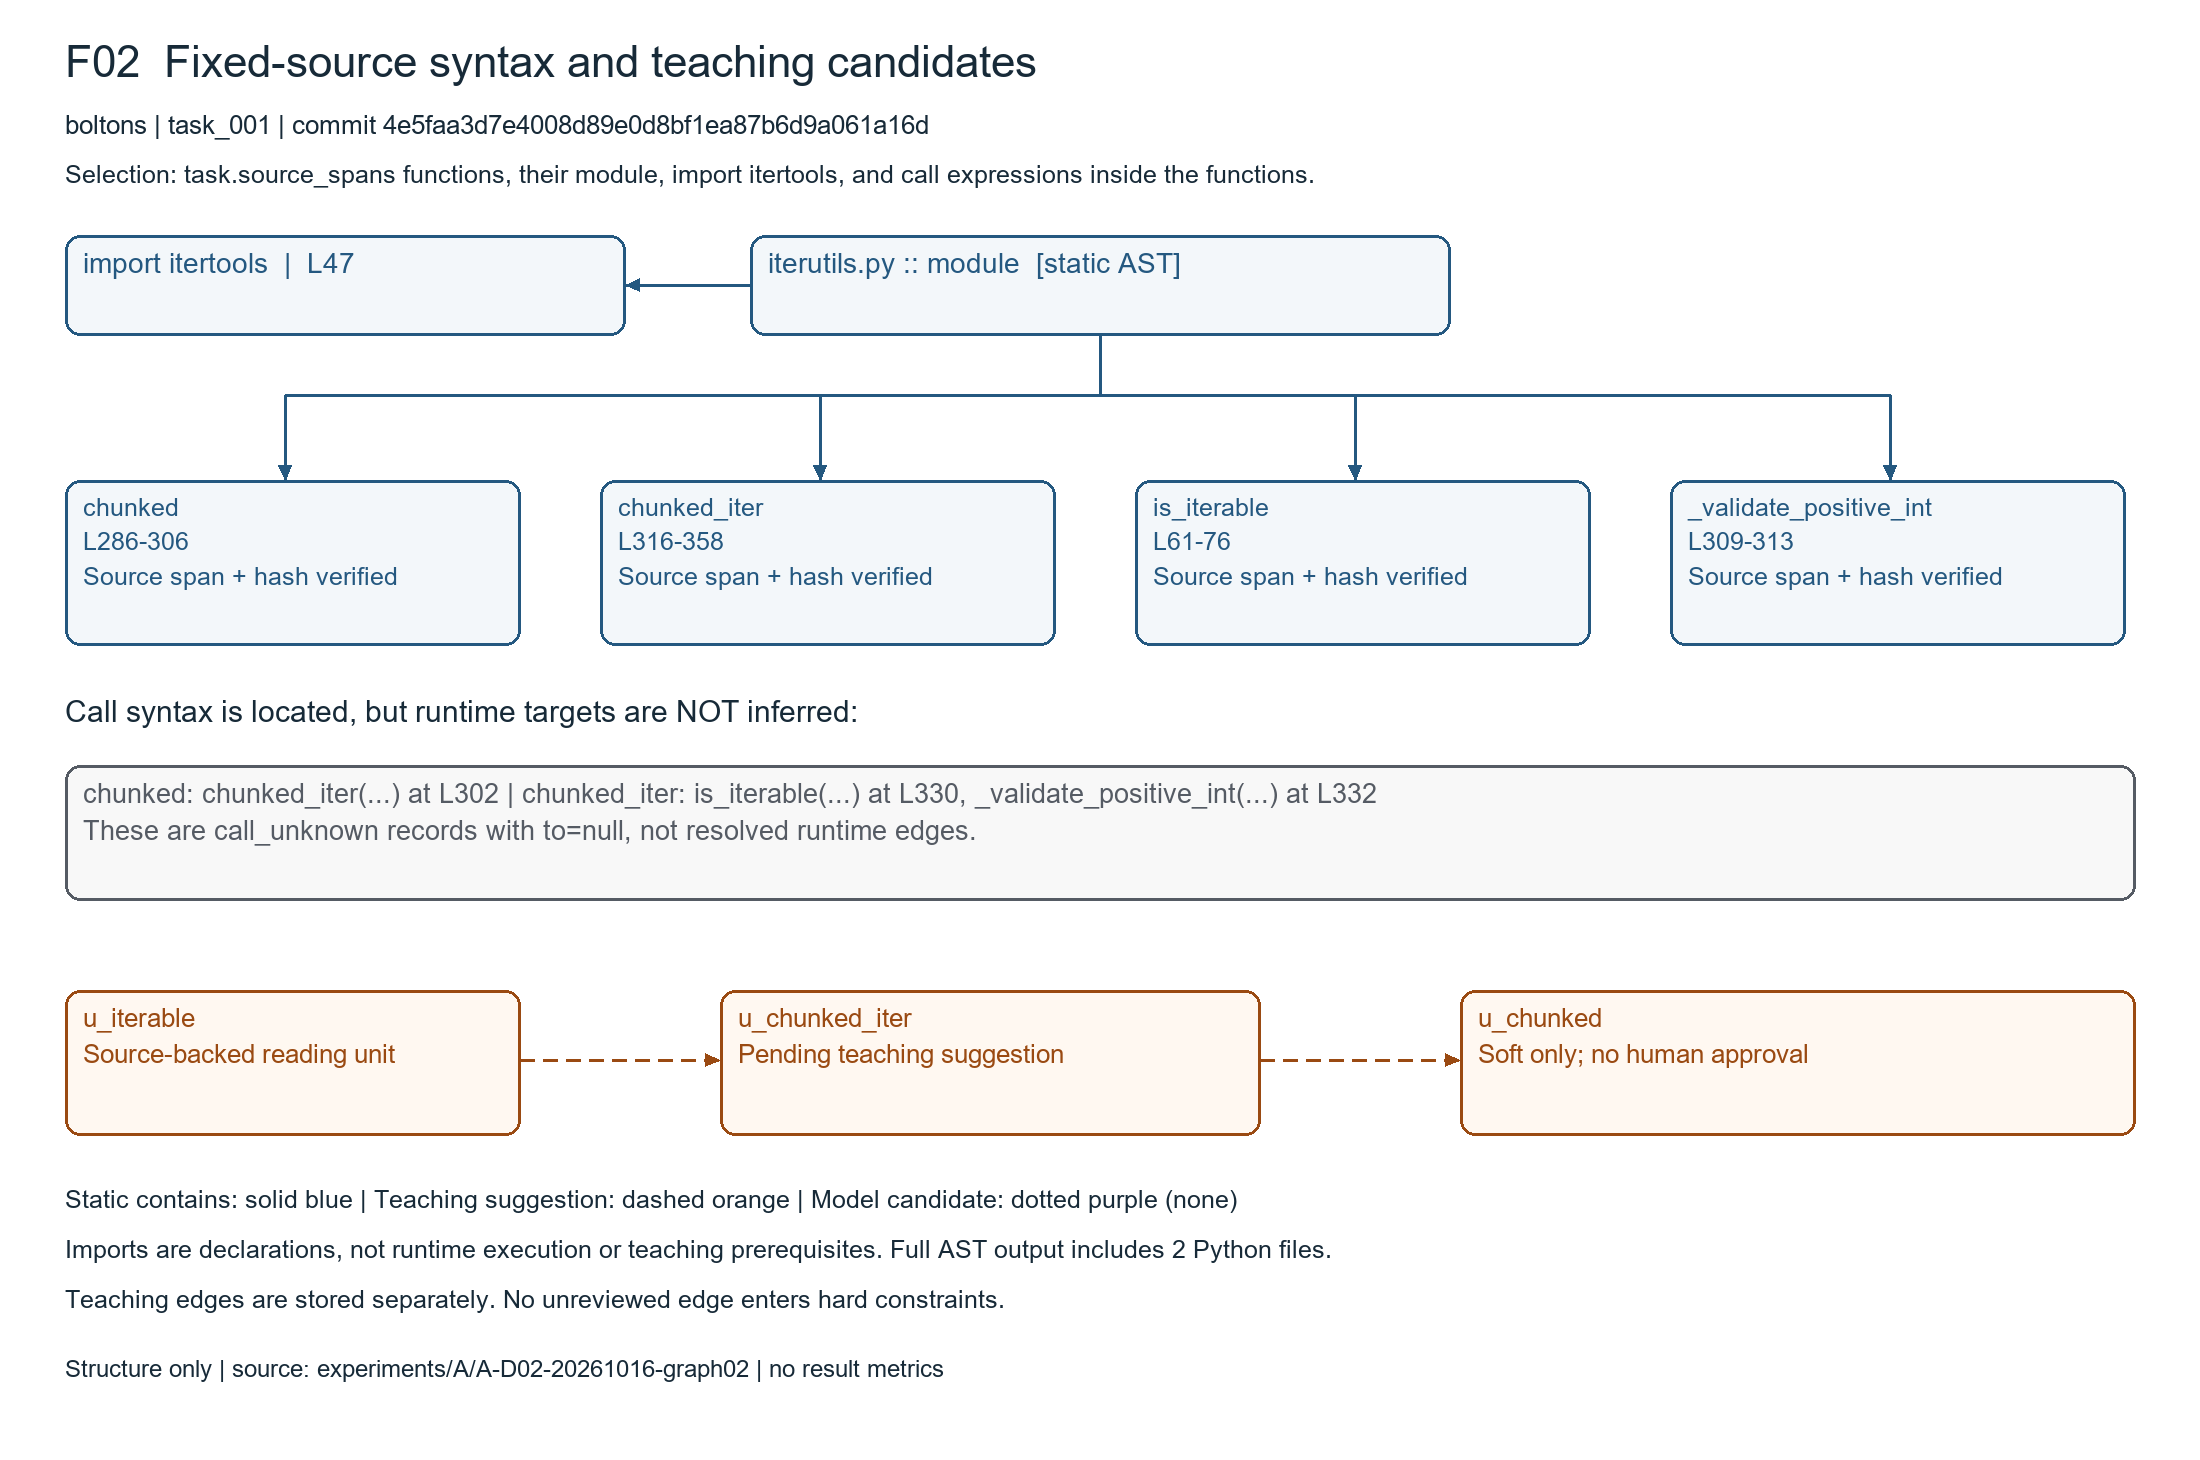 F02  Fixed-source syntax and teaching candidates
boltons | task_001 | commit 4e5faa3d7e4008d89e0d8bf1ea87b6d9a061a16d
Selection: task.source_spans functions, their module, import itertools, and call expressions inside the functions.
import itertools  |  L47
iterutils.py :: module  [static AST]
chunked
L286-306
Source span + hash verified
chunked_iter
L316-358
Source span + hash verified
is_iterable
L61-76
Source span + hash verified
_validate_positive_int
L309-313
Source span + hash verified
Call syntax is located, but runtime targets are NOT inferred:
chunked: chunked_iter(...) at L302 | chunked_iter: is_iterable(...) at L330, _validate_positive_int(...) at L332
These are call_unknown records with to=null, not resolved runtime edges.
u_iterable
Source-backed reading unit
u_chunked_iter
Pending teaching suggestion
u_chunked
Soft only; no human approval
Static contains: solid blue | Teaching suggestion: dashed orange | Model candidate: dotted purple (none)
Imports are declarations, not runtime execution or teaching prerequisites. Full AST output includes 2 Python files.
Teaching edges are stored separately. No unreviewed edge enters hard constraints.
Structure only | source: experiments/A/A-D02-20261016-graph02 | no result metrics